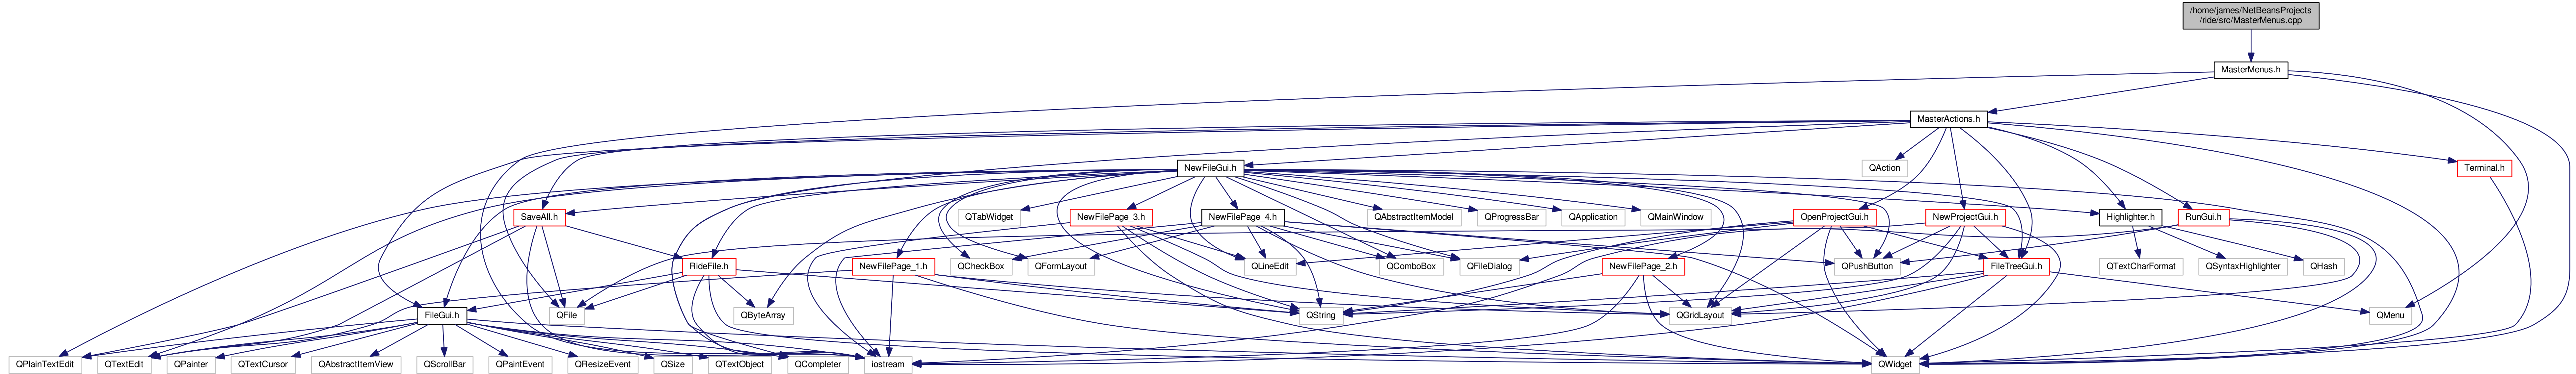 /home/james/NetBeansProjects
/ride/src/MasterMenus.cpp
MasterMenus.h
MasterActions.h
NewFileGui.h
QAction
Terminal.h
QTabWidget
SaveAll.h
NewFilePage_3.h
NewFilePage_4.h
QAbstractItemModel
QProgressBar
QApplication
QMainWindow
OpenProjectGui.h
NewProjectGui.h
Highlighter.h
RunGui.h
RideFile.h
NewFilePage_1.h
QCheckBox
QFormLayout
QLineEdit
QComboBox
QFileDialog
NewFilePage_2.h
QPushButton
FileTreeGui.h
QTextCharFormat
QSyntaxHighlighter
QHash
FileGui.h
QFile
QByteArray
QString
QGridLayout
QMenu
QPlainTextEdit
QTextEdit
QPainter
QTextCursor
QAbstractItemView
QScrollBar
QPaintEvent
QResizeEvent
QSize
QTextObject
QCompleter
iostream
QWidget